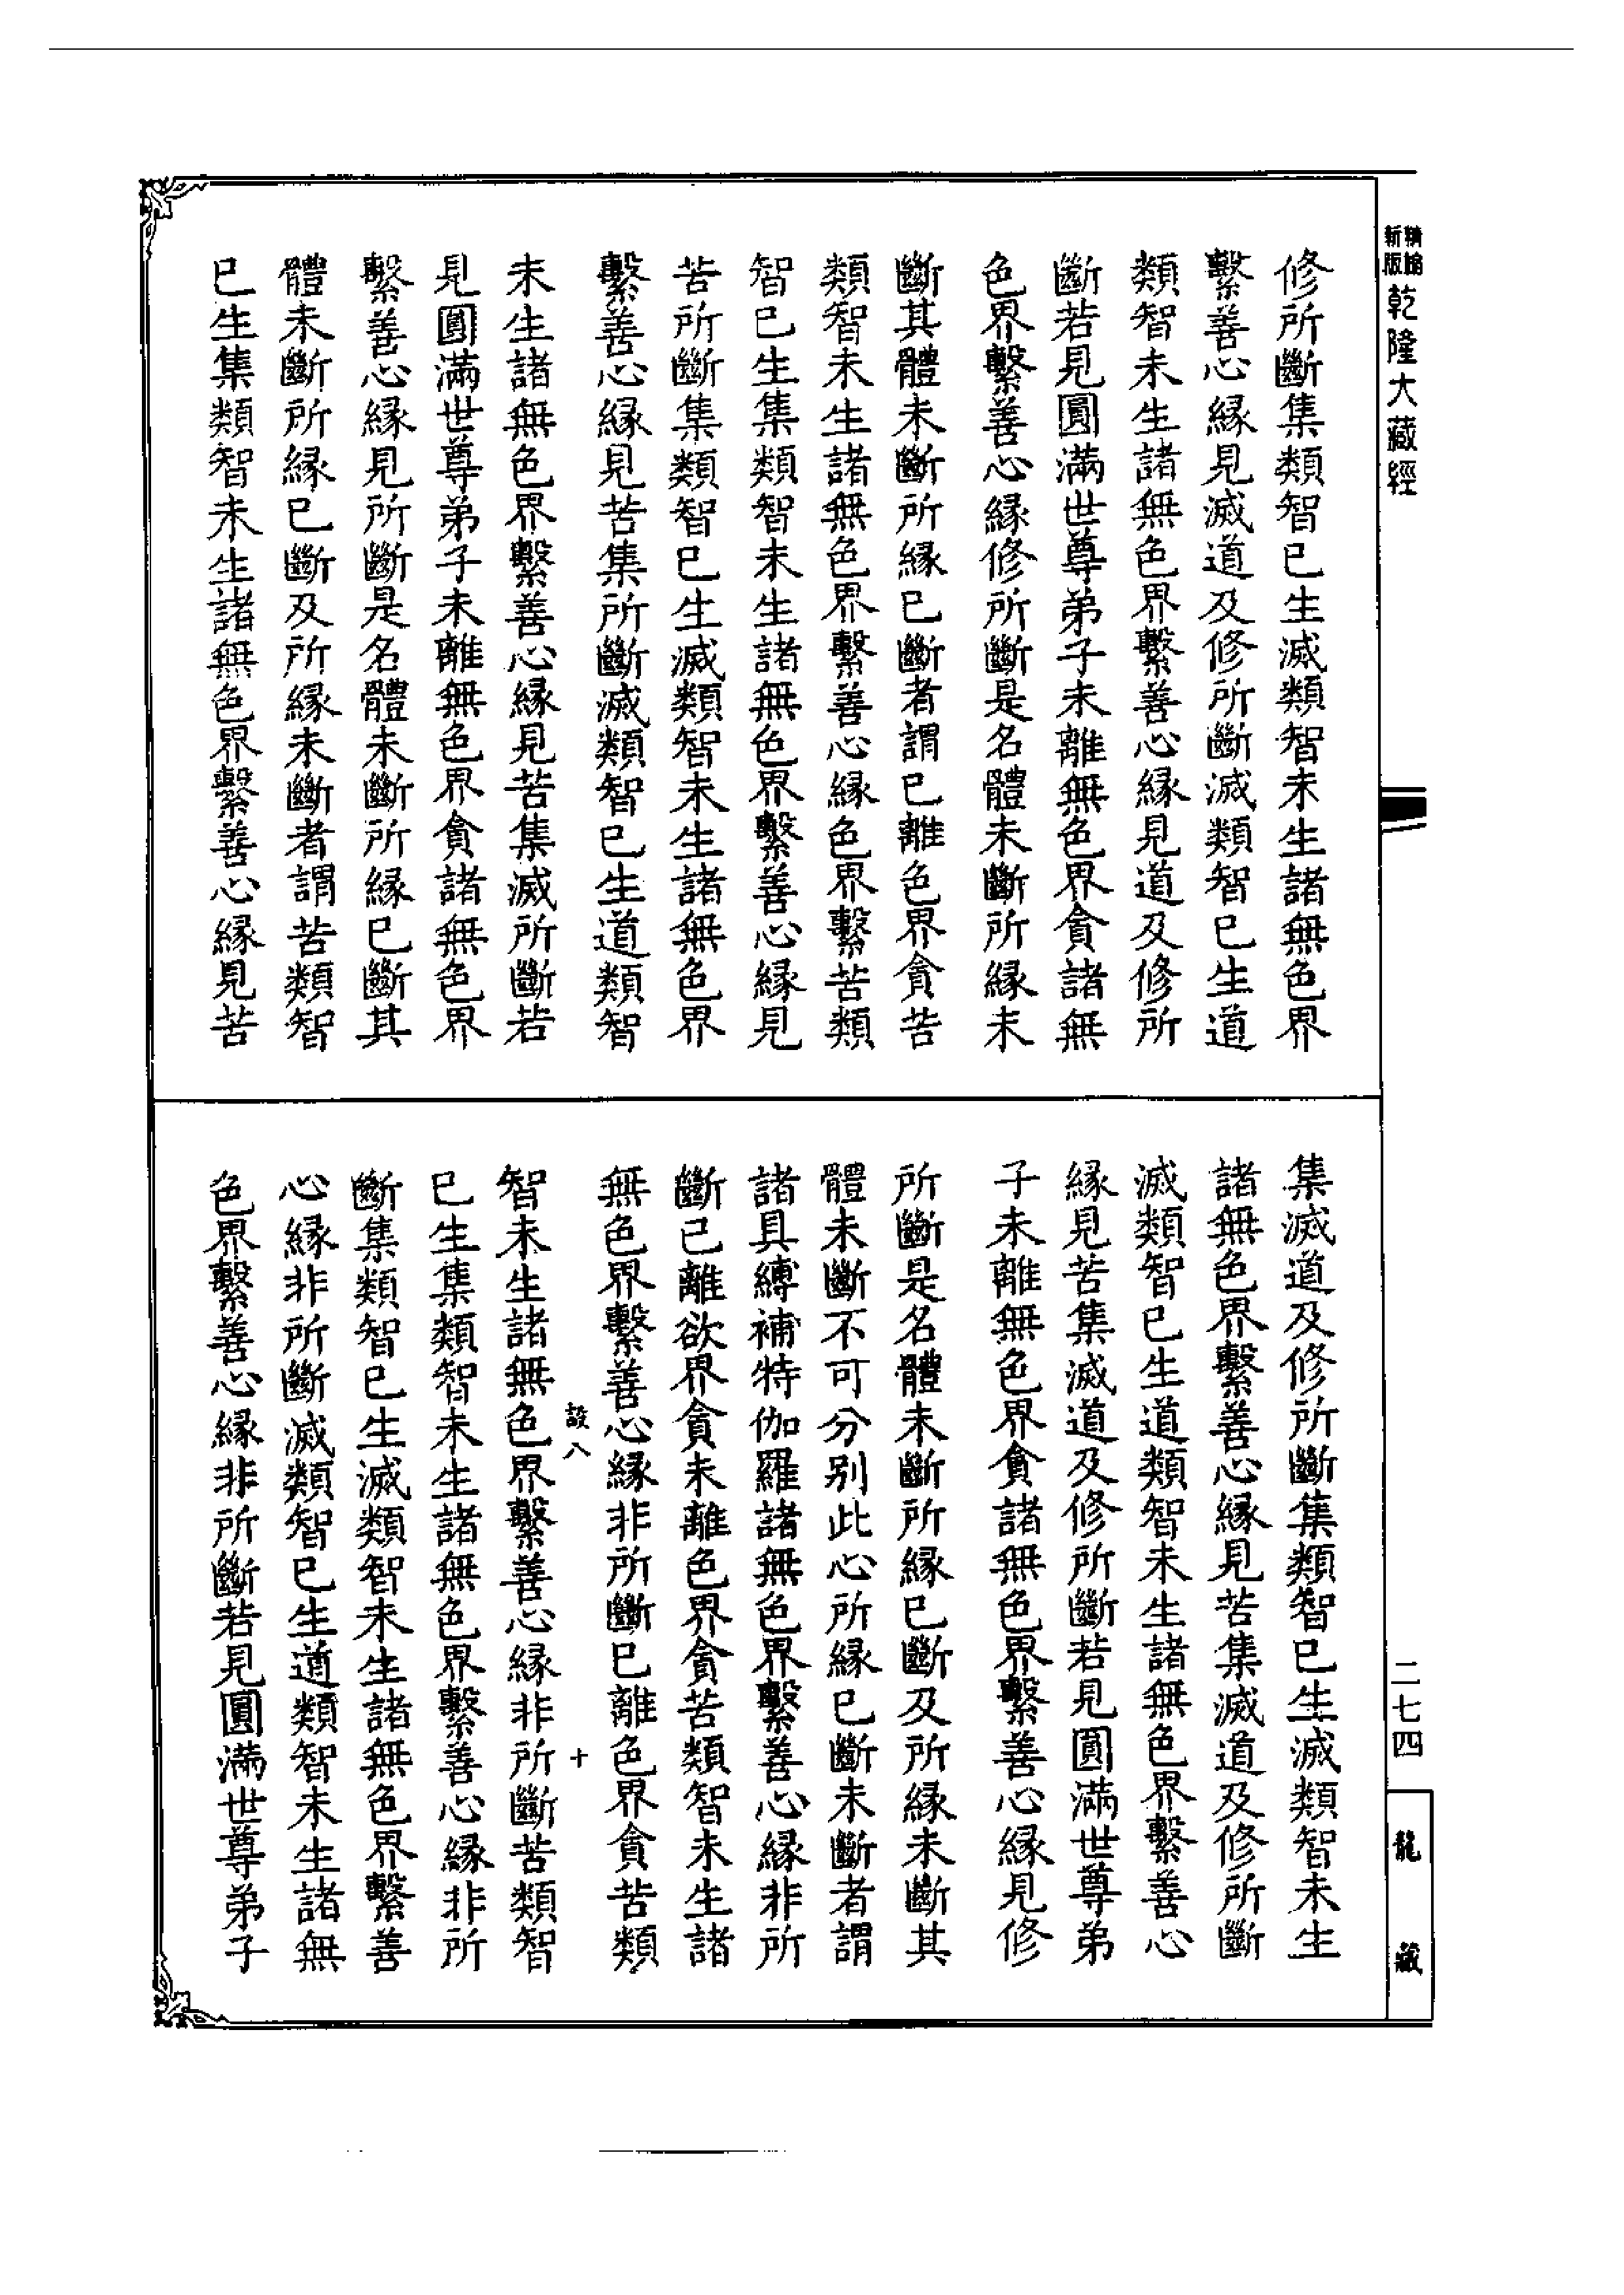 精縮
新版
乾隆大藏經
修所斷集類智已生滅類智未生諸無色界
繫善心緣見滅道及修所斷滅類智已生道
類智未生諸無色界繫善心緣見道及修所
斷若見圓滿世尊弟子未離無色界貪諸無
色界繫善心緣修所斷是名體未斷所緣未
斷其體未斷所緣已斷者謂已離色界貪苦
類智未生諸無色界繫善心緣色界繫苦類
智已生集類智未生諸無色界繫善心緣見
苦所斷集類智已生滅類智未生諸無色界
繫善心緣見苦集所斷滅類智已生道類智
未生諸無色界繫善心緣見苦集滅所斷若
見圓滿世尊弟子未離無色界貪諸無色界
繫善心緣見所斷是名體未斷所緣已斷其
體未斷所緣已斷及所緣未斷者謂苦類智
已生集類智未生諸無色界繫善心緣見苦
集滅道及修所斷集類智已生滅類智未生
諸無色界繫善心緣見苦集滅道及修所斷
滅類智已生道類智未生諸無色界繫善心
緣見苦集滅道及修所斷若見圓滿世尊弟
子未離無色界貪諸無色界繫善心緣見修
所斷是名體未斷所緣已斷及所緣未斷其
體未斷不可分別此心所緣已斷未斷者謂
諸具縛補特伽羅諸無色界繫善心緣非所
斷已離欲界貪未離色界貪苦類智未生諸
無色界繫善心緣非所斷已離色界貪苦類
設八 十
智未生諸無色界繫善心緣非所斷苦類智
已生集類智未生諸無色界繫善心緣非所
斷集類智已生滅類智未生諸無色界繫善
心緣非所斷滅類智已生道類智未生諸無
色界繫善心緣非所斷若見圓滿世尊弟子
二七四
龍藏